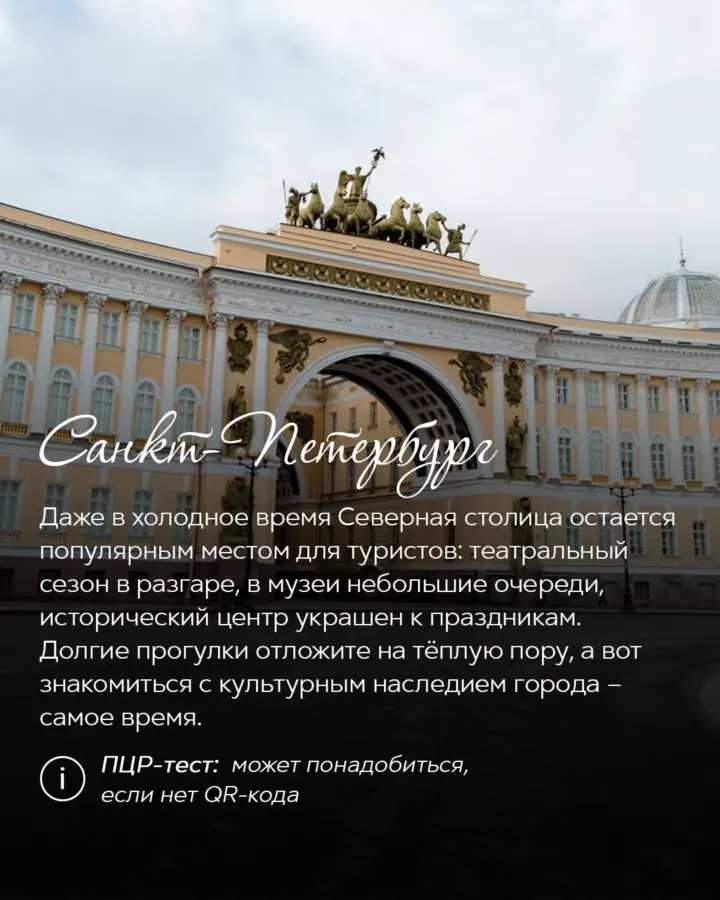 Санкт-Петербург
Даже в холодное время Северная столица остается
популярным местом для туристов: театральный
сезон в разгаре, в музеи небольшие очереди,
исторический центр украшен к праздникам.
Долгие прогулки отложите на тёплую пору, а вот
знакомиться с культурным наследием города –
самое время.
ПЦР-тест: может понадобиться,
если нет QR-кода